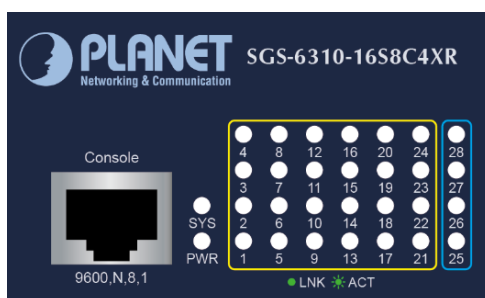 PLANET
Networking & Communication
SGS-6310-16S8C4XR
Console
4 8 12 16 20 24 28
3 7 11 15 19 23 27
SYS 2 6 10 14 18 22 26
PWR 1 5 9 13 17 21 25
9600,N,8,1
LNK ACT